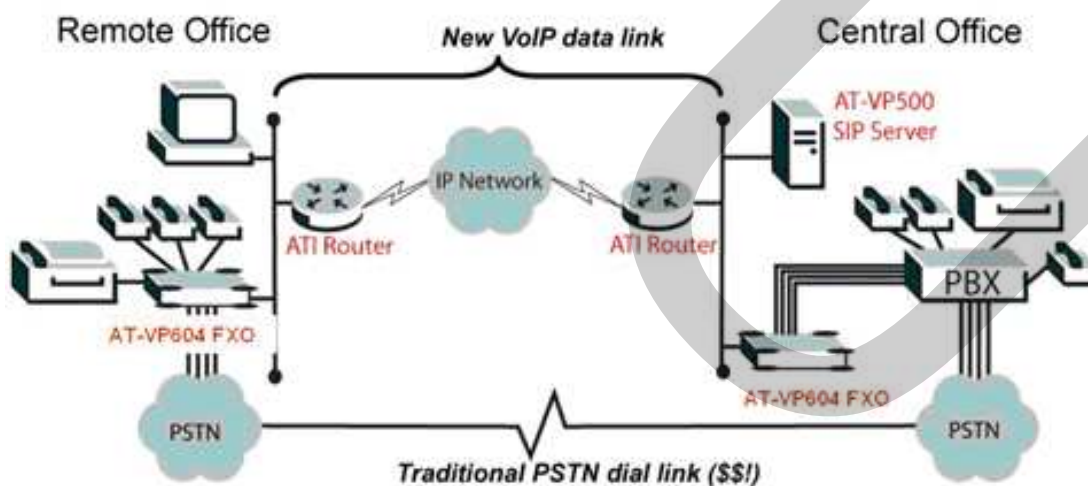 Remote Office
New VoIP data link
Central Office
AT-VP500
SIP Server
IP Network
ATI Router
ATI Router
PBX
AT-VP604 FXO
AT-VP604 FXO
PSTN
PSTN
Traditional PSTN dial link ($$!)